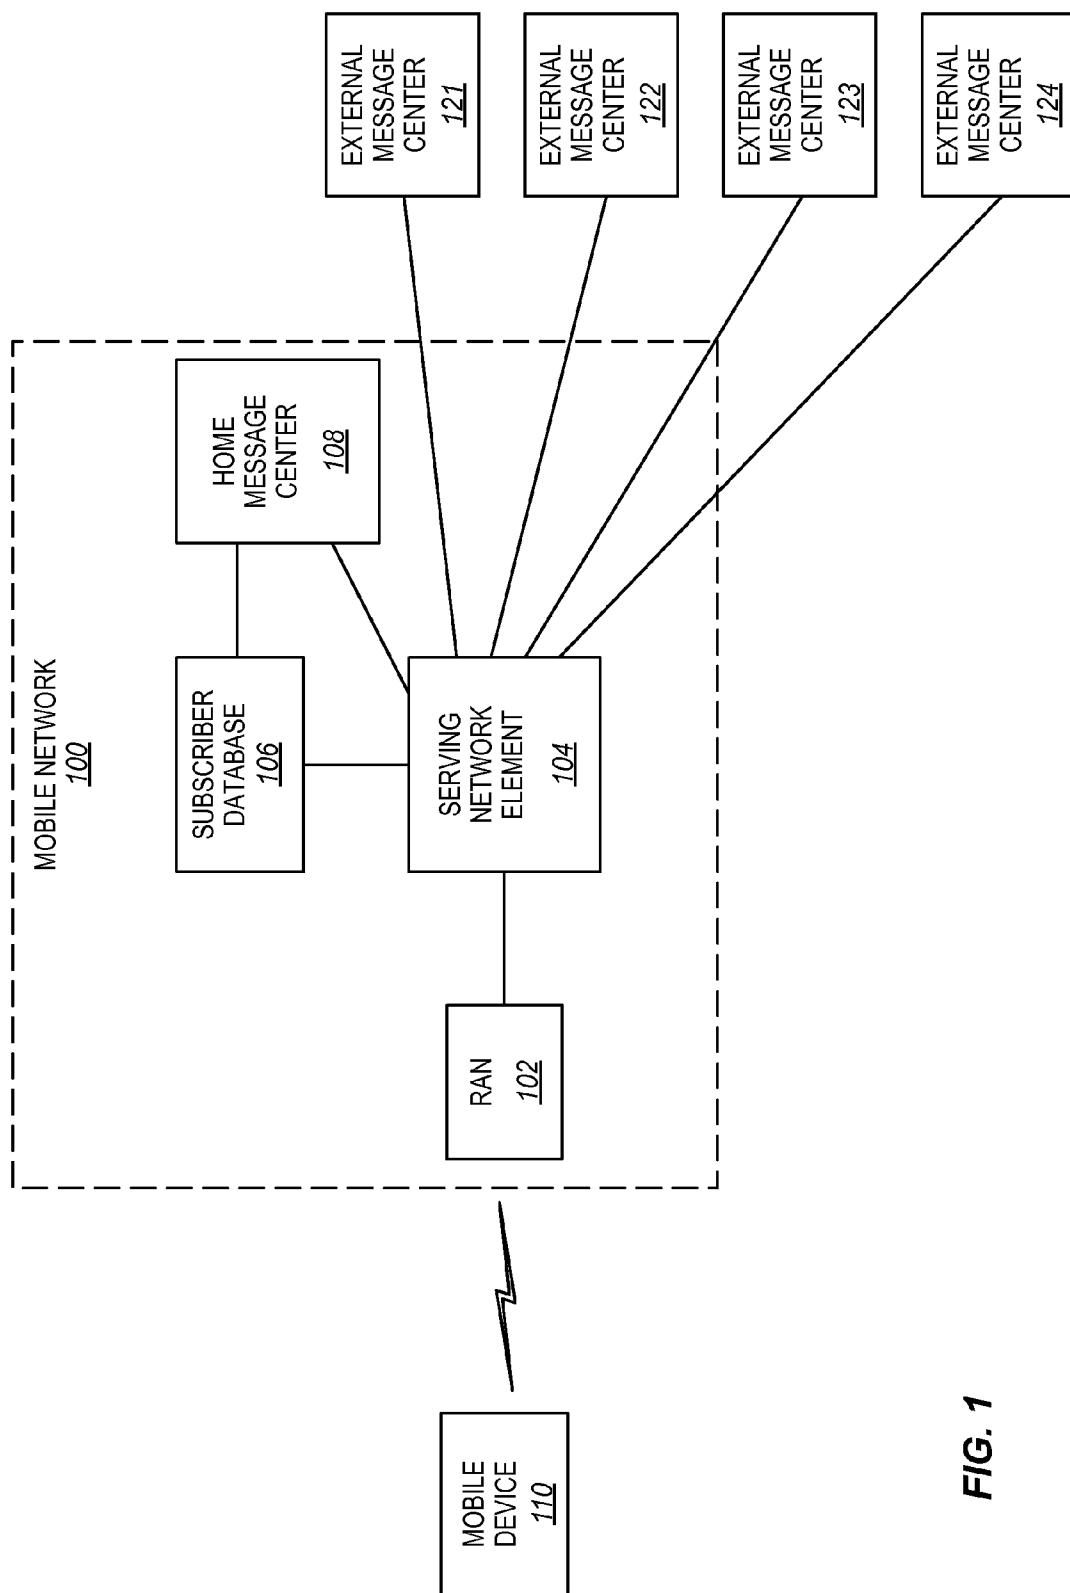 MOBILE NETWORK
100
SUBSCRIBER
DATABASE
106
HOME
MESSAGE
CENTER
108
MOBILE
DEVICE
110
RAN
102
SERVING
NETWORK
ELEMENT
104
EXTERNAL
MESSAGE
CENTER
121
EXTERNAL
MESSAGE
CENTER
122
EXTERNAL
MESSAGE
CENTER
123
EXTERNAL
MESSAGE
CENTER
124
FIG. 1